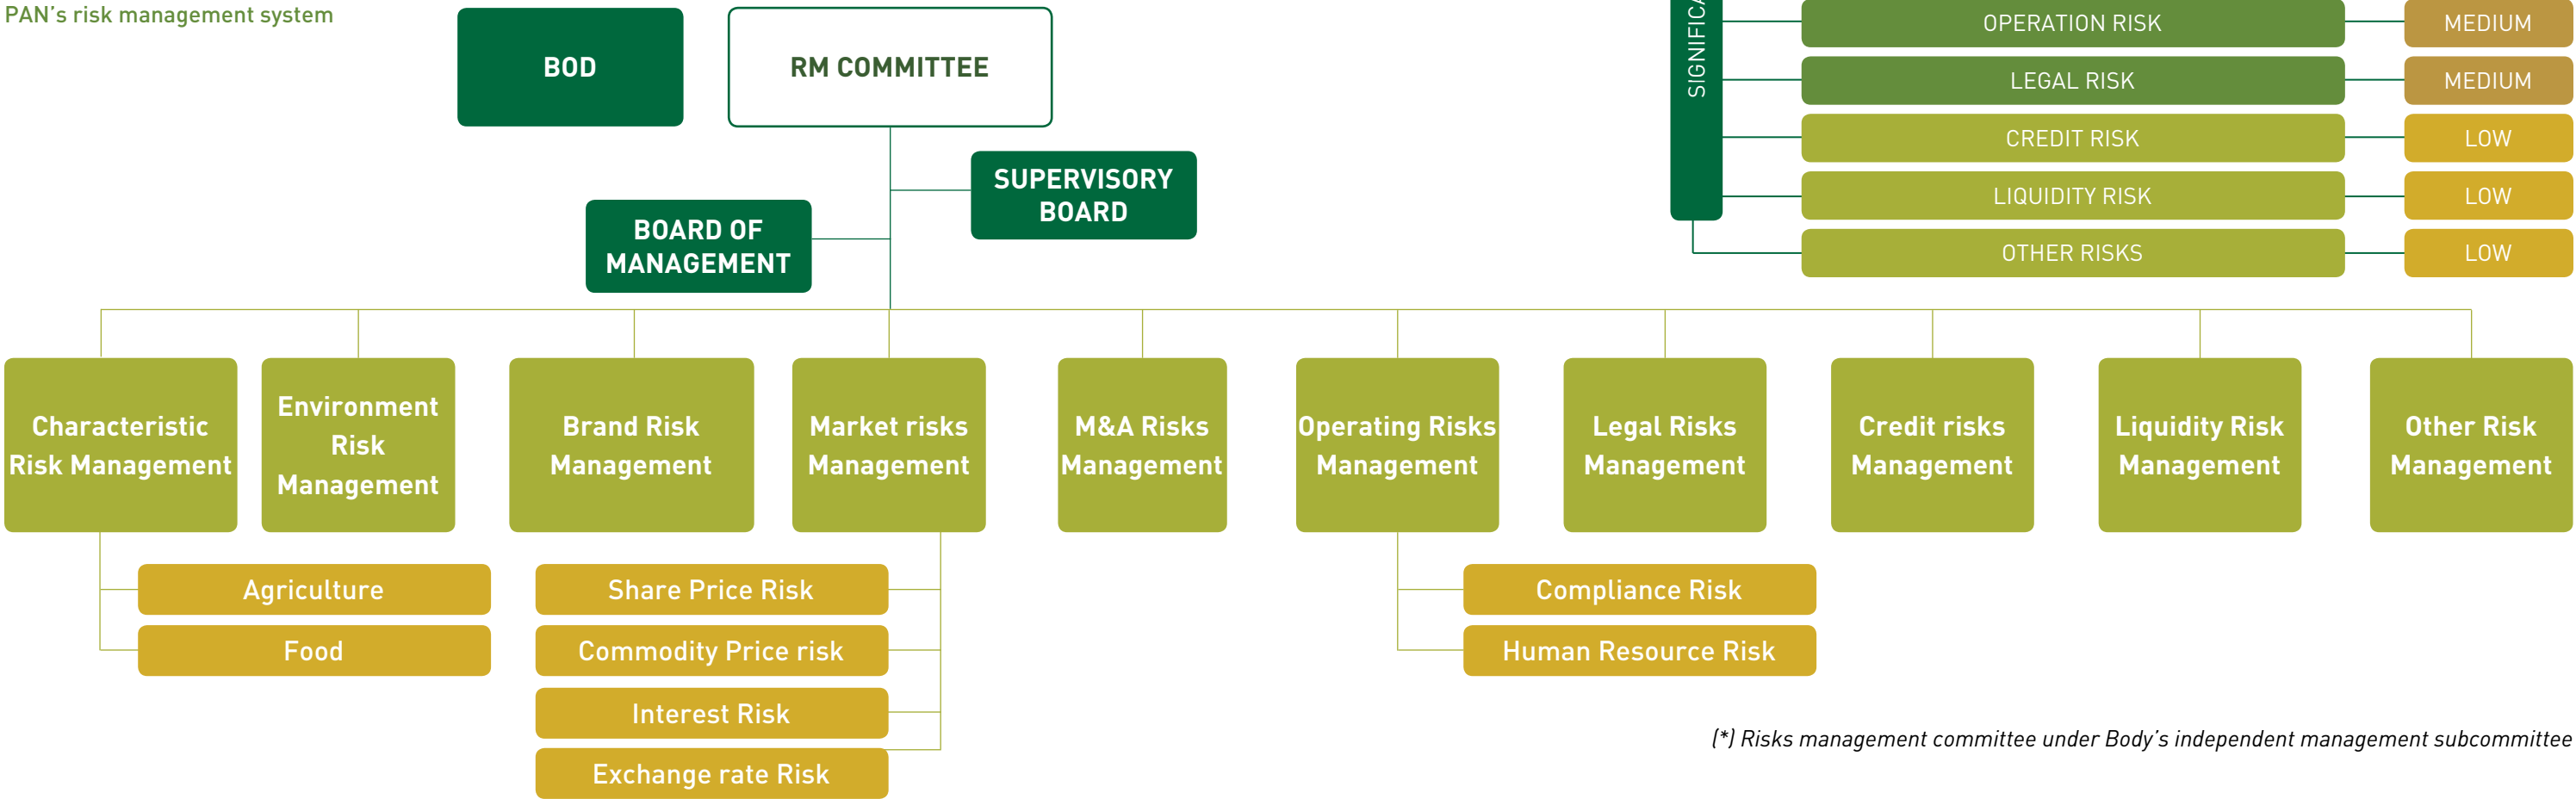 PAN's risk management system
BOD
RM COMMITTEE
SUPERVISORY
BOARD
BOARD OF
MANAGEMENT
OPERATION RISK
MEDIUM
LEGAL RISK
MEDIUM
CREDIT RISK
LOW
LIQUIDITY RISK
LOW
OTHER RISKS
LOW
Characteristic
Risk Management
Environment
Risk
Management
Brand Risk
Management
Market risks
Management
M&A Risks
Management
Operating Risks
Management
Legal Risks
Management
Credit risks
Management
Liquidity Risk
Management
Other Risk
Management
Agriculture
Food
Share Price Risk
Commodity Price risk
Interest Risk
Exchange rate Risk
Compliance Risk
Human Resource Risk
(*) Risks management committee under Body's independent management subcommittee